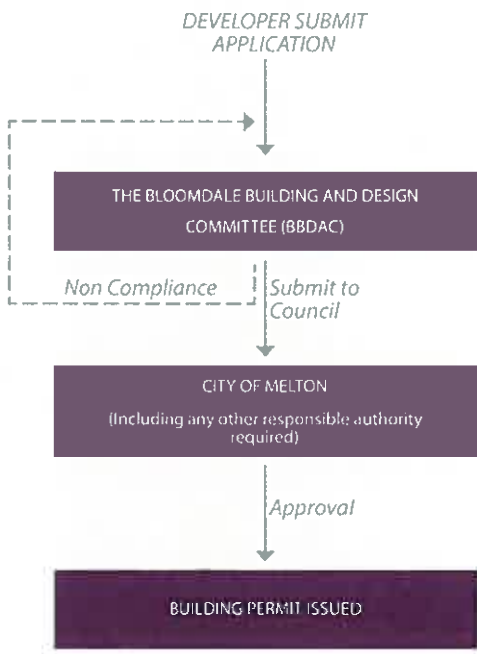 DEVELOPER SUBMIT
APPLICATION
THE BLOOMDALE BUILDING AND DESIGN
COMMITTEE (BBDAC)
Non Compliance
Submit to
Council
CITY OF MELTON
(Including any other responsible authority
required)
Approval
BUILDING PERMIT ISSUED